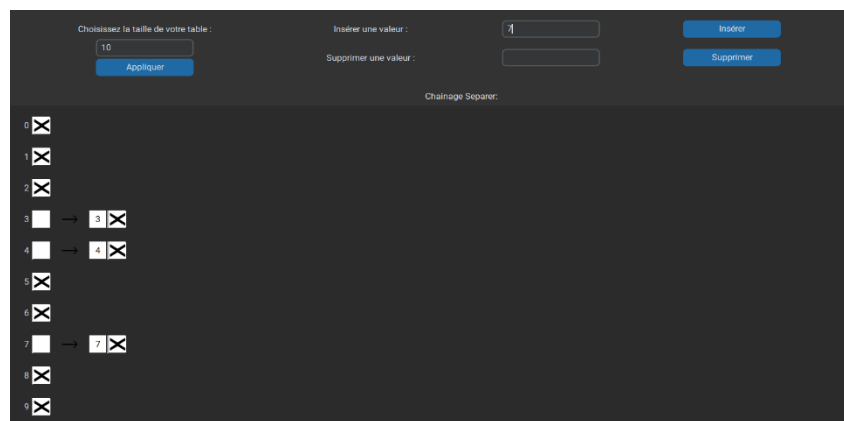 Choisissez la taille de votre table :
10
Appliquer
Insérer une valeur :
7
Insérer
Supprimer une valeur :
Supprimer
Chainage Separer:
0
1
2
3 → 3
4 → 4
5
6
7 → 7
8
9